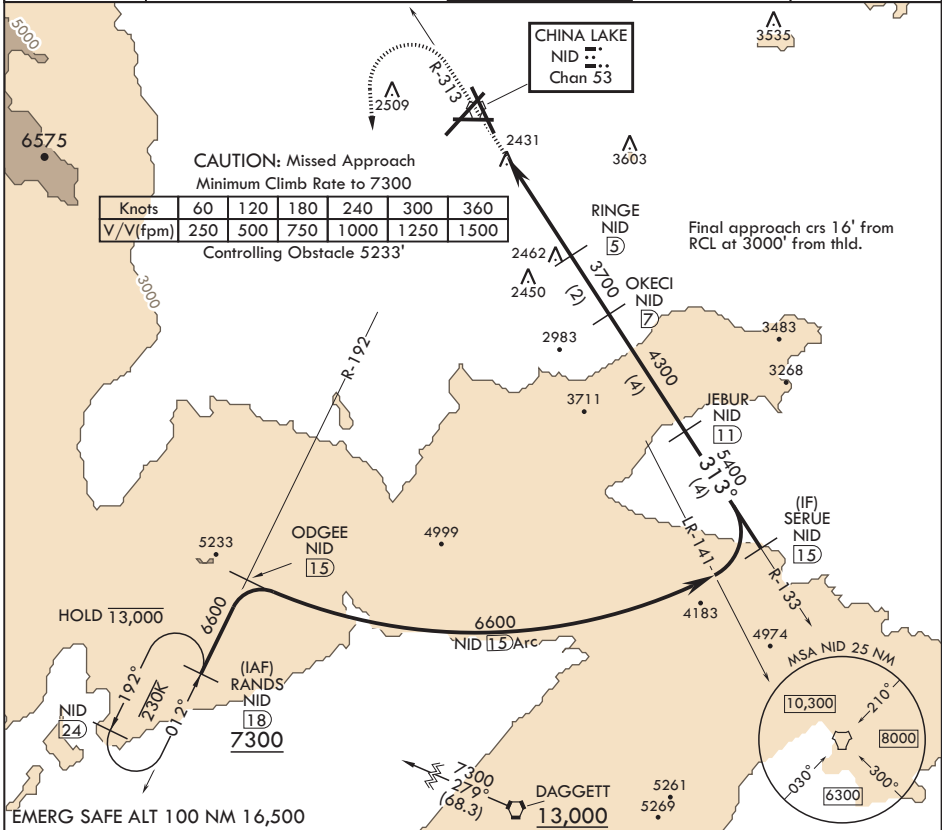 5000
6575
3000
R-313
2509
CHINA LAKE
NID
Chan 53
3535
2431
3603
CAUTION: Missed Approach
Minimum Climb Rate to 7300
Knots 60 120 180 240 300 360
V/V(fpm) 250 500 750 1000 1250 1500
Controlling Obstacle 5233'
RINGE
NID
5
Final approach crs 16' from
RCL at 3000' from thld.
2462
2450
3700
(2)
OKECI
NID
7
2983
R-192
4300
(4)
3483
3268
3711
JEBUR
NID
11
5400
313°
(4)
(IF)
SERUE
NID
15
LR-141
R-133
5233
ODGEE
NID
15
4999
HOLD 13,000
6600
6600
NID 15 Arc
4183
4974
192°
230K
012°
(IAF)
RANDS
NID
18
7300
NID
24
MSA NID 25 NM
10,300
210°
8000
030°
300°
6300
7300
279°
(68.3)
DAGGETT
13,000
5261
5269
EMERG SAFE ALT 100 NM 16,500